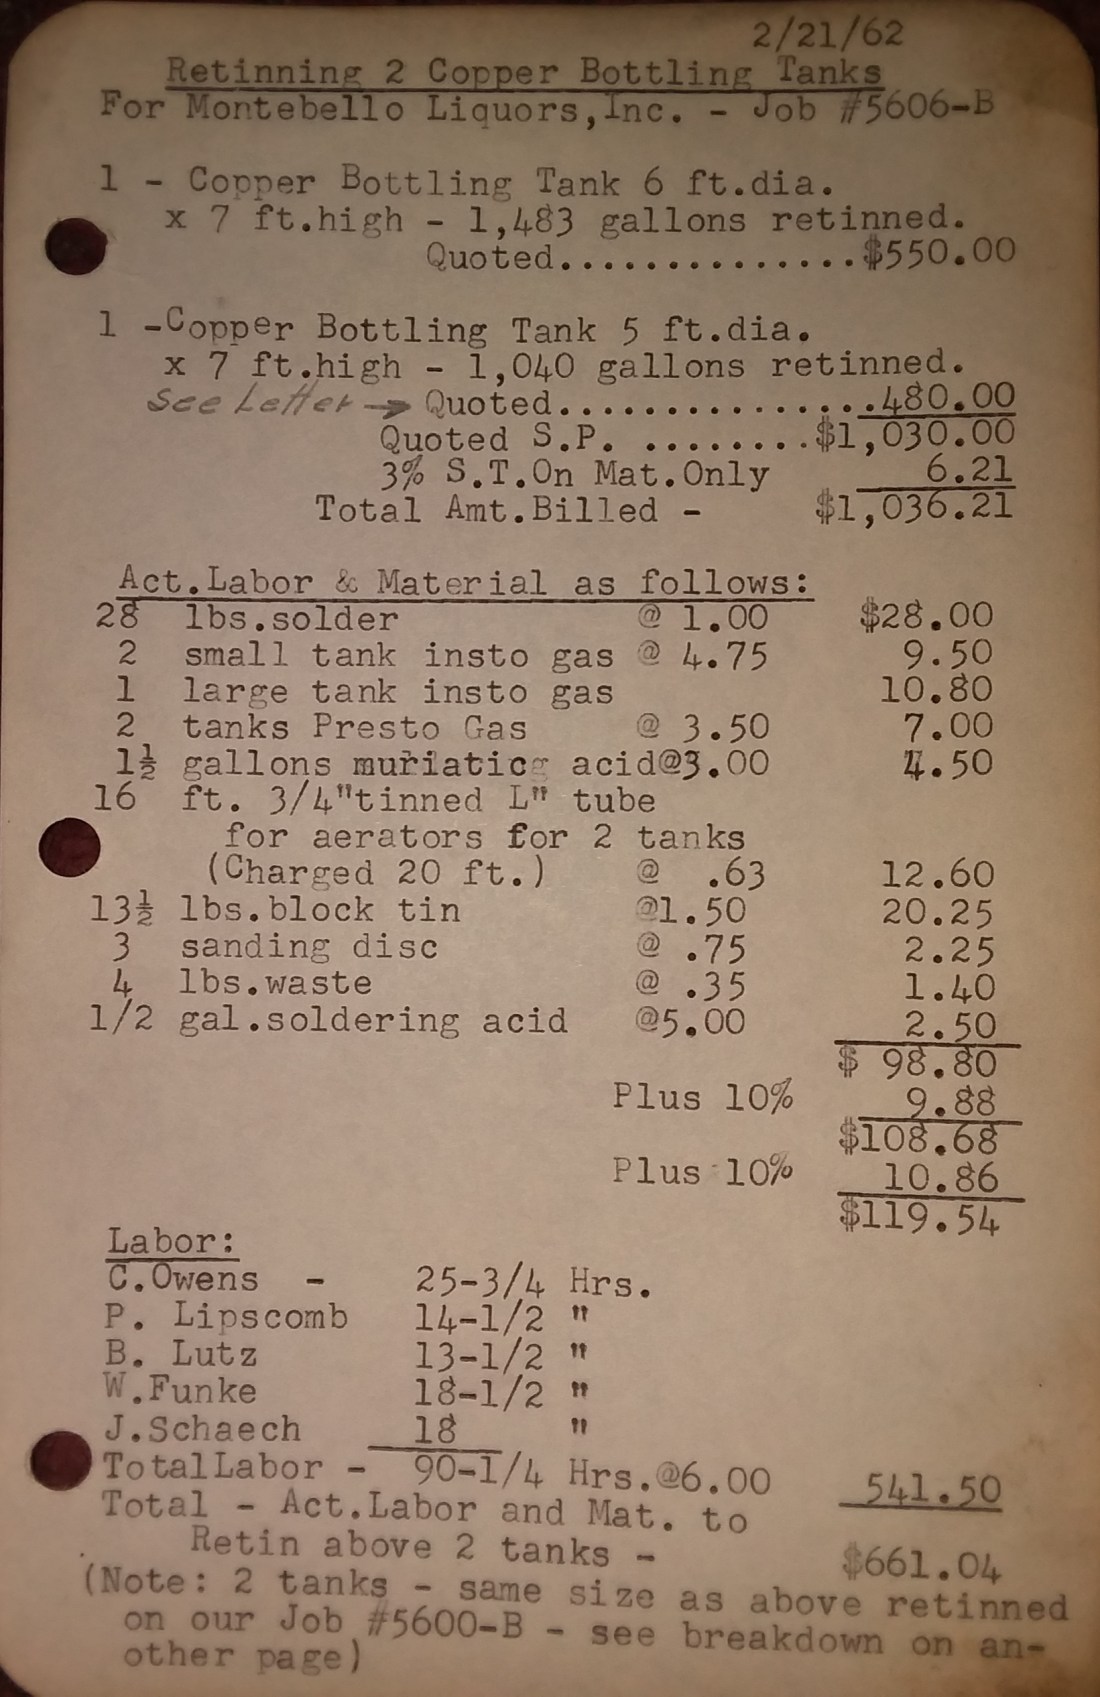 2/21/62
Retinning 2 Copper Bottling Tanks
For Montebello Liquors,Inc. - Job #5606-B
1 - Copper Bottling Tank 6 ft.dia.
x 7 ft.high - 1,483 gallons retinned.
Quoted...............$550.00
1 -Copper Bottling Tank 5 ft.dia.
x 7 ft.high - 1,040 gallons retinned.
See Letter → Quoted................480.00
Quoted S.P. ........$1,030.00
3% S.T.On Mat.Only 6.21
Total Amt.Billed - $1,036.21
Act.Labor & Material as follows:
28 lbs.solder @ 1.00 $28.00
2 small tank insto gas @ 4.75 9.50
1 large tank insto gas 10.80
2 tanks Presto Gas @ 3.50 7.00
1½ gallons muriatic acid@3.00 4.50
16 ft. 3/4"tinned L" tube
for aerators for 2 tanks
(Charged 20 ft.) @ .63 12.60
13½ lbs.block tin @1.50 20.25
3 sanding disc @ .75 2.25
4 lbs.waste @ .35 1.40
1/2 gal.soldering acid @5.00 2.50
$ 98.80
Plus 10% 9.88
$108.68
Plus 10% 10.86
$119.54
Labor:
C.Owens - 25-3/4 Hrs.
P. Lipscomb 14-1/2 "
B. Lutz 13-1/2 "
W.Funke 18-1/2 "
J.Schaech 18 "
Total Labor - 90-1/4 Hrs.@6.00 541.50
Total - Act.Labor and Mat. to
Retin above 2 tanks - $661.04
(Note: 2 tanks - same size as above retinned
on our Job #5600-B - see breakdown on an-
other page)